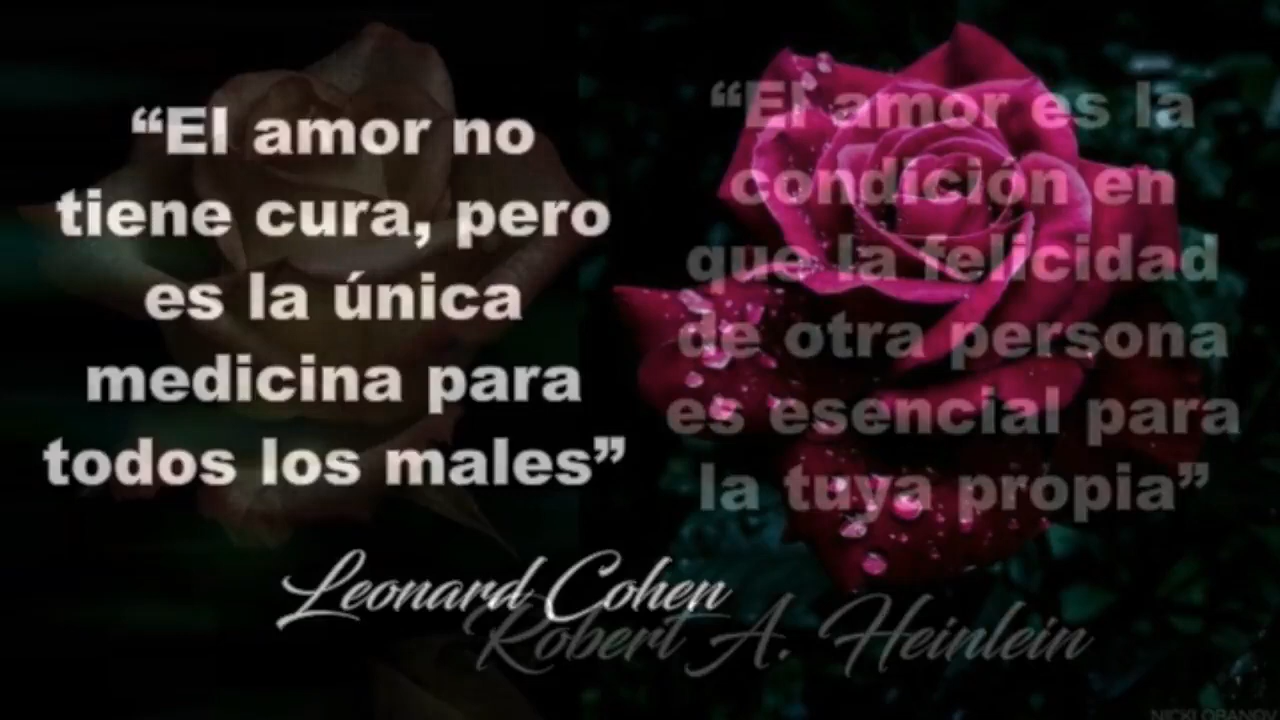 “El amor no
tiene cura, pero
es la única
medicina para
todos los males”
Leonard Cohen
“El amor es la
condición en
que la felicidad
de otra persona
es esencial para
la tuya propia”
Robert A. Heinlein